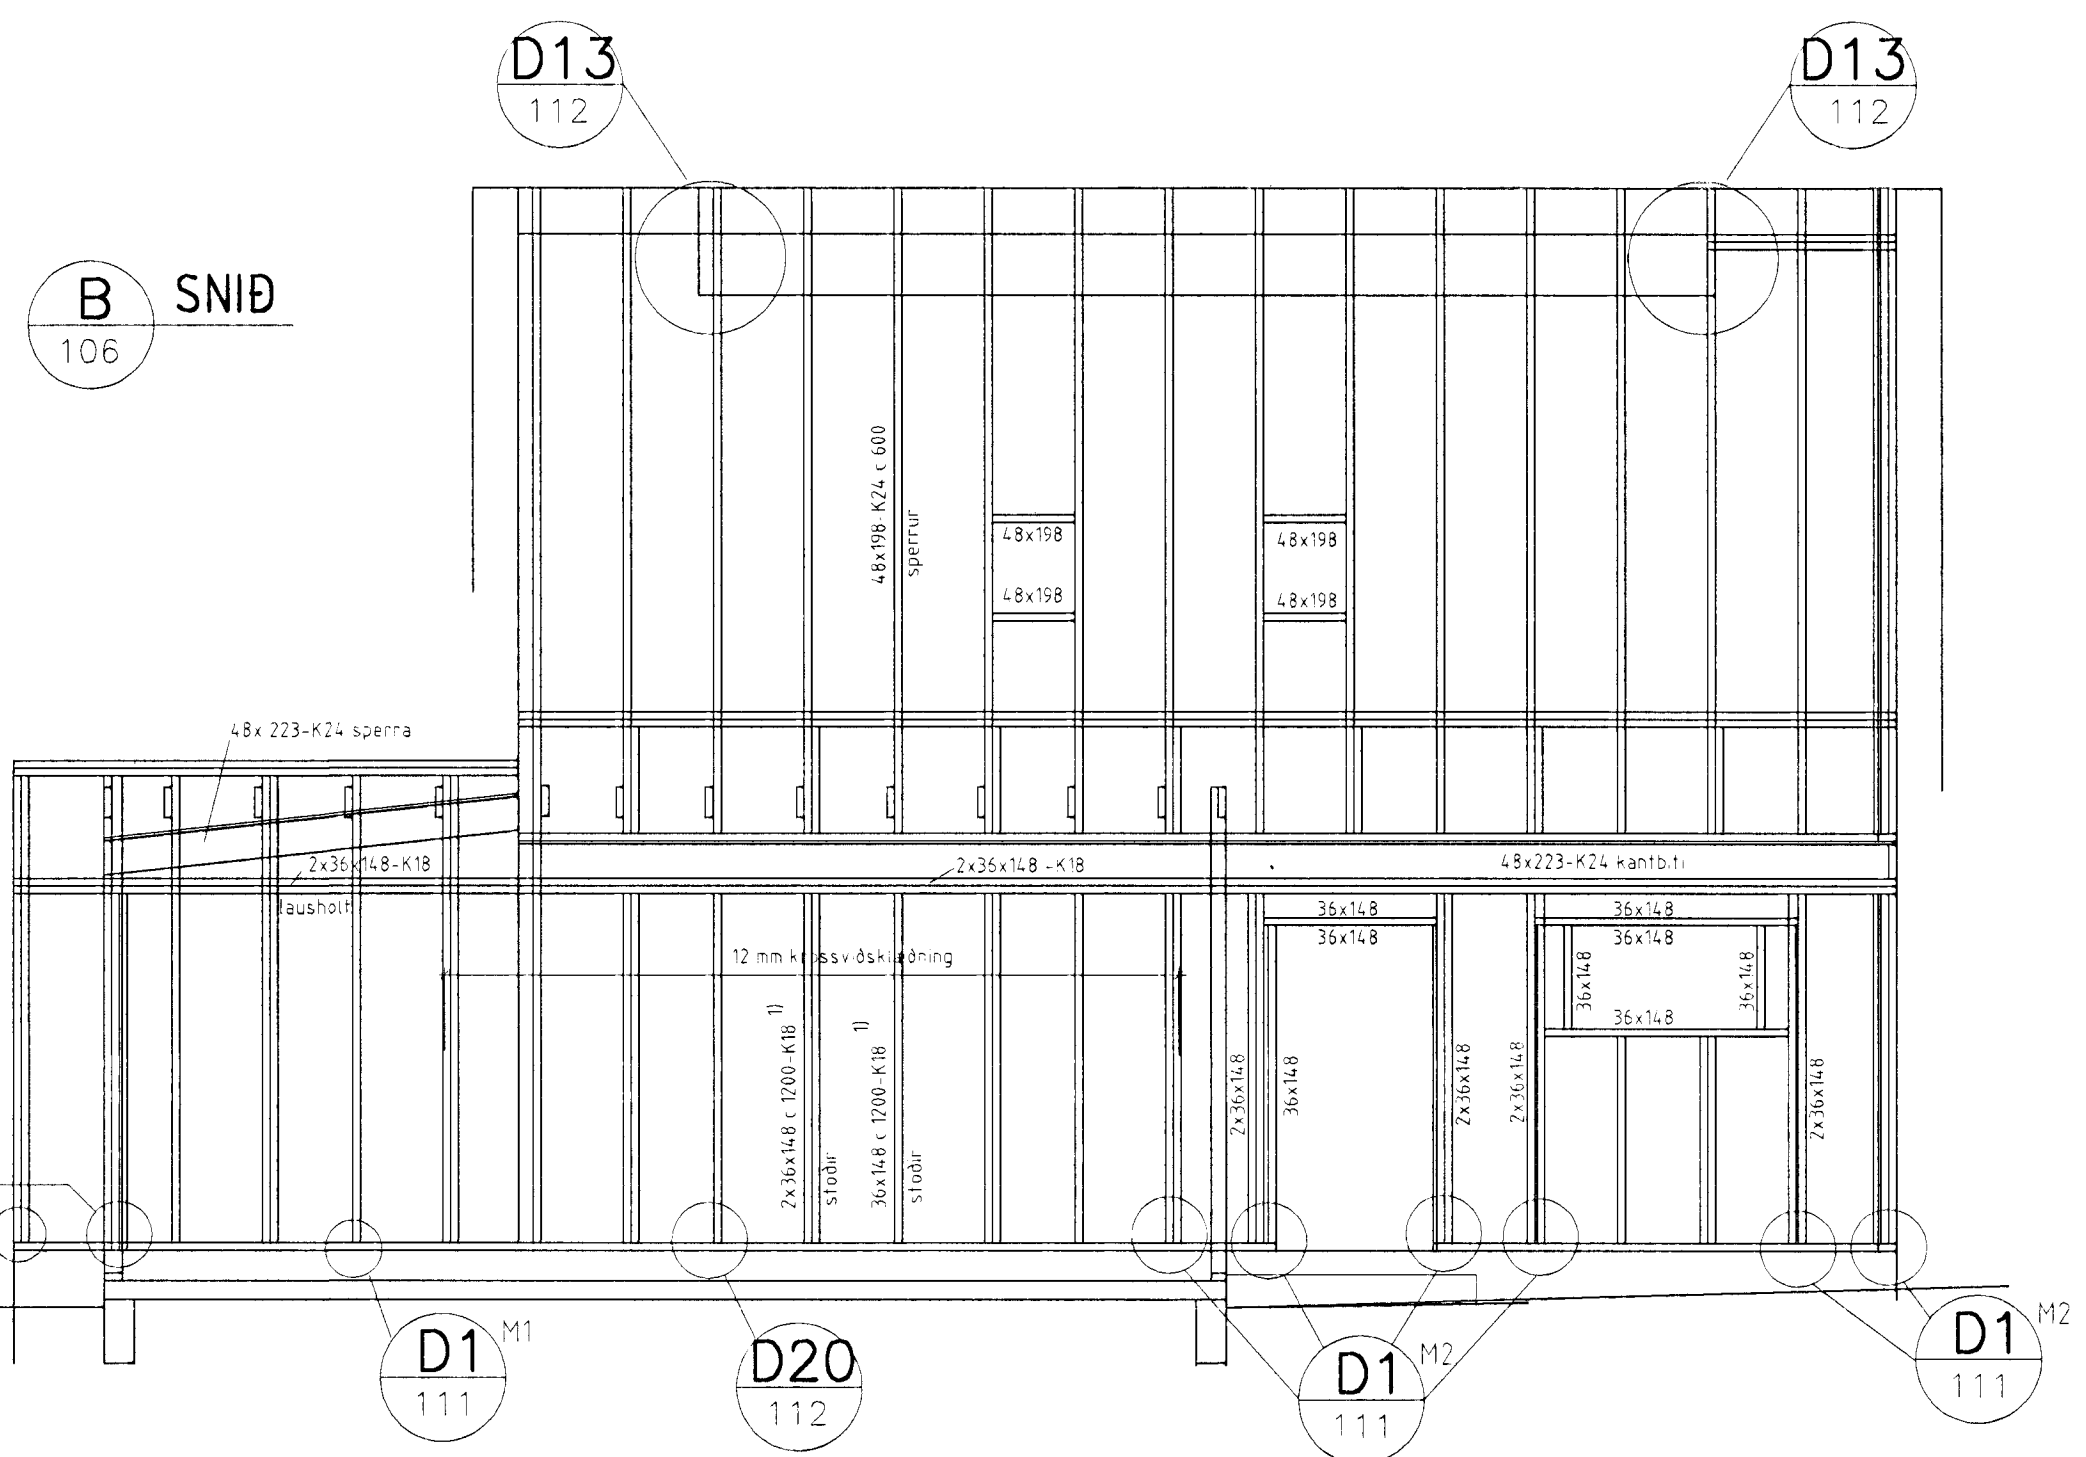 D13
112
D13
112
B SNIÐ
106
48x198-K24 c 600
sperrur
48x198
48x198
48x198
48x198
48x 223-K24 sperra
2x36x148-K18
lausholt
2x36x148 -K18
48x223-K24 kantbiti
36x148
36x148
36x148
36x148
12 mm krossviðsklæðning
36x148
36x148
36x148
2x36x148 c 1200-K18 1)
stoðir
36x148 c 1200-K18 1)
stoðir
2x36x148
36x148
2x36x148
2x36x148
2x36x148
D1 M1
111
D20
112
D1 M2
111
D1 M2
111